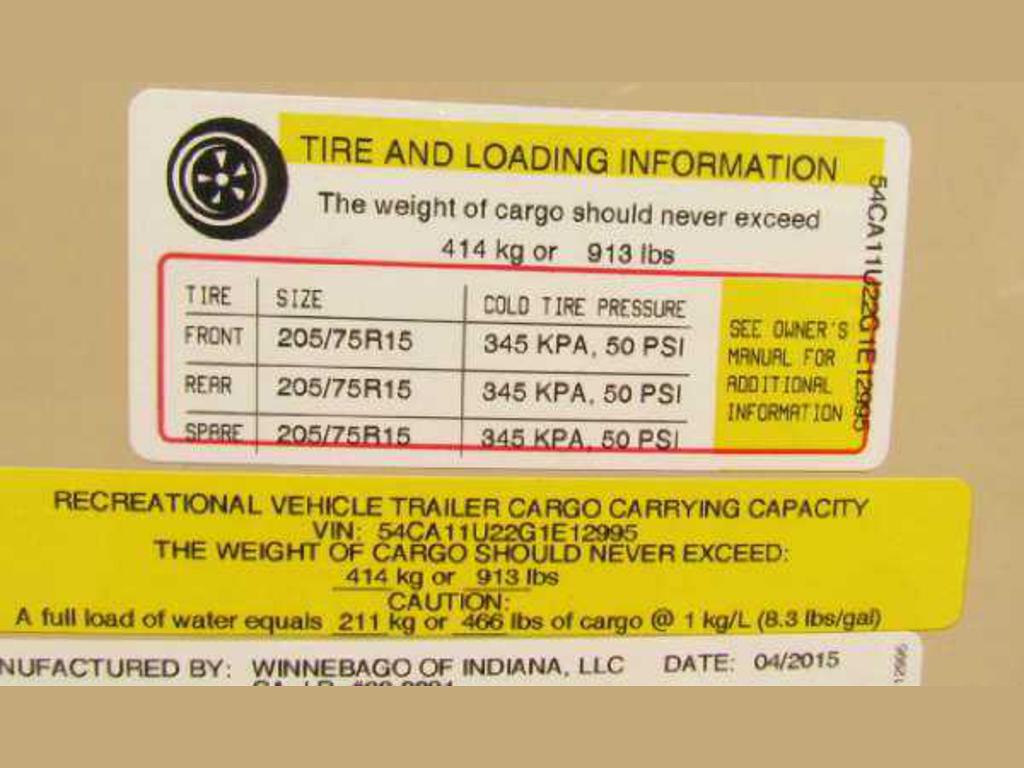 TIRE AND LOADING INFORMATION
The weight of cargo should never exceed
414 kg or 913 lbs
54CA11U22G1E12995
TIRE SIZE COLD TIRE PRESSURE
FRONT 205/75R15 345 KPA, 50 PSI
REAR 205/75R15 345 KPA, 50 PSI
SPARE 205/75R15 345 KPA, 50 PSI
SEE OWNER'S
MANUAL FOR
ADDITIONAL
INFORMATION
RECREATIONAL VEHICLE TRAILER CARGO CARRYING CAPACITY
VIN: 54CA11U22G1E12995
THE WEIGHT OF CARGO SHOULD NEVER EXCEED:
414 kg or 913 lbs
CAUTION:
A full load of water equals 211 kg or 466 lbs of cargo @ 1 kg/L (8.3 lbs/gal)
NUFACTURED BY: WINNEBAGO OF INDIANA, LLC DATE: 04/2015
12995